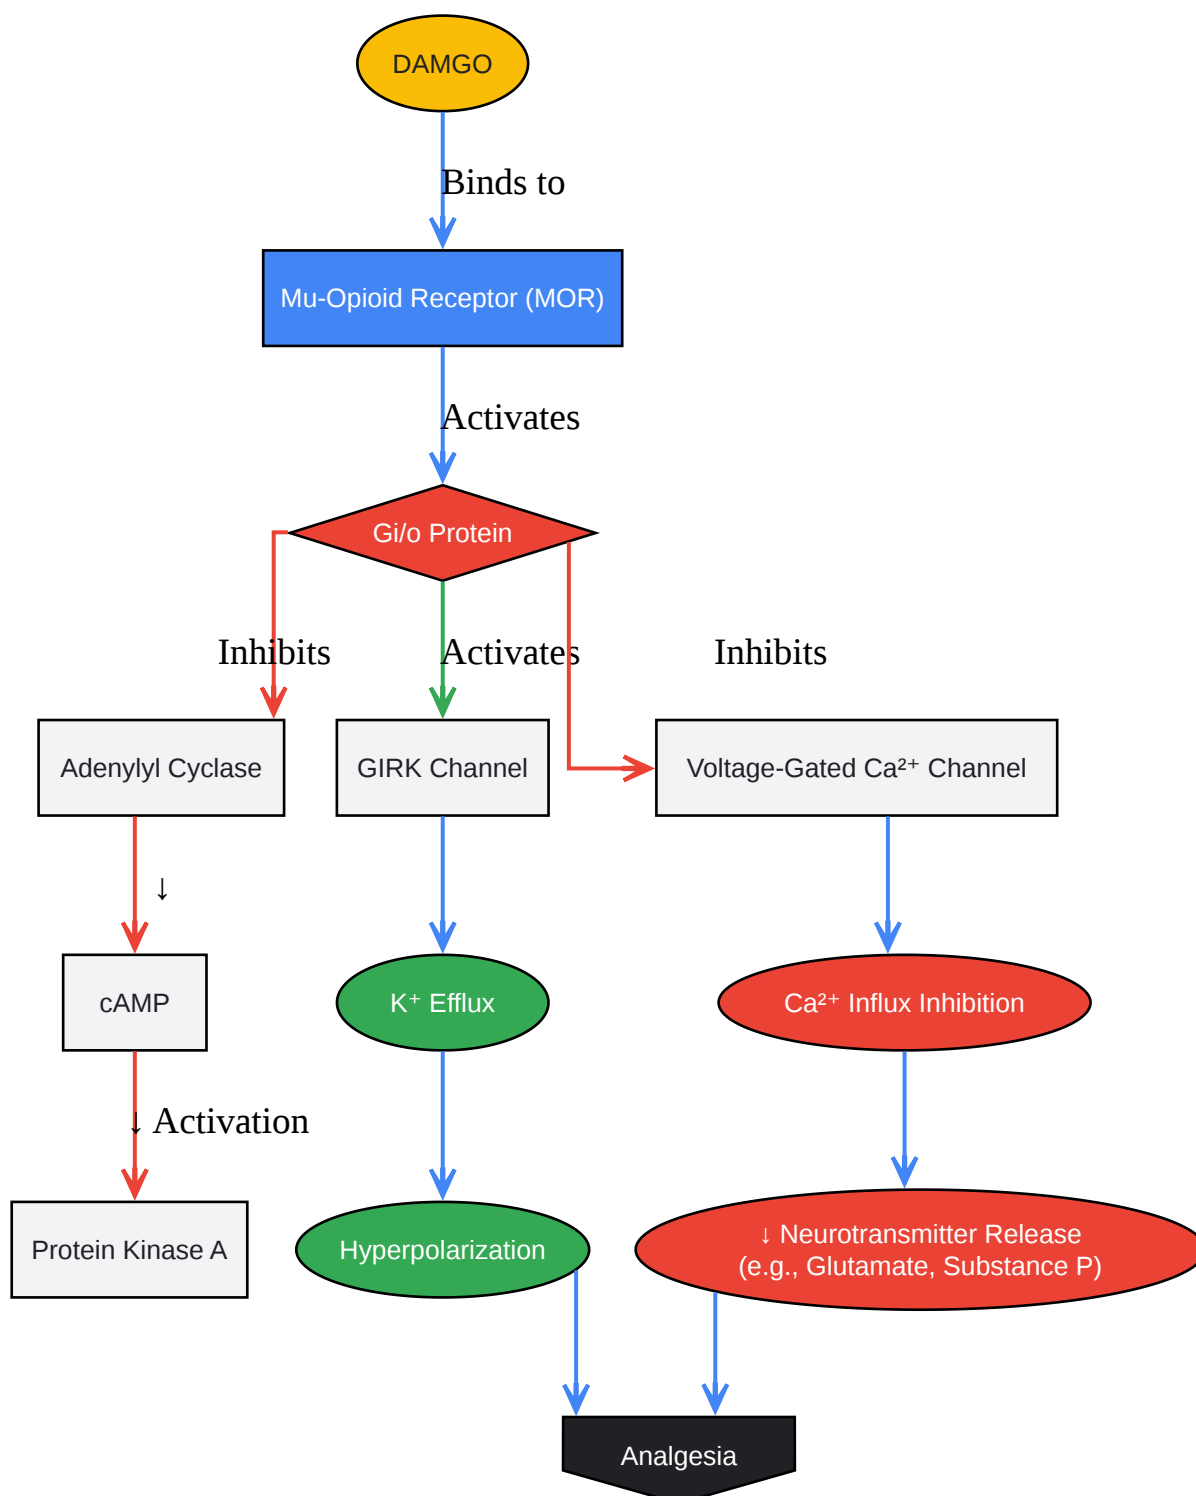 DAMGO
Binds to
Mu-Opioid Receptor (MOR)
Activates
Gi/o Protein
Inhibits
Activates
Inhibits
Adenylyl Cyclase
GIRK Channel
Voltage-Gated Ca²⁺ Channel
↓
cAMP
K⁺ Efflux
Ca²⁺ Influx Inhibition
↓ Activation
Protein Kinase A
Hyperpolarization
↓ Neurotransmitter Release
(e.g., Glutamate, Substance P)
Analgesia